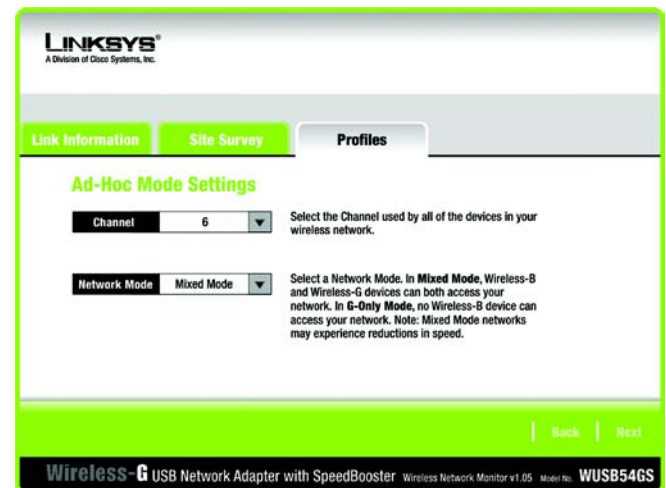 LINKSYS®
A Division of Cisco Systems, Inc.
Link Information
Site Survey
Profiles
Ad-Hoc Mode Settings
Channel
6
Select the Channel used by all of the devices in your
wireless network.
Network Mode
Mixed Mode
Select a Network Mode. In Mixed Mode, Wireless-B
and Wireless-G devices can both access your
network. In G-Only Mode, no Wireless-B device can
access your network. Note: Mixed Mode networks
may experience reductions in speed.
Back
Next
Wireless-G USB Network Adapter with SpeedBooster Wireless Network Monitor v1.05 Model No. WUSB54GS